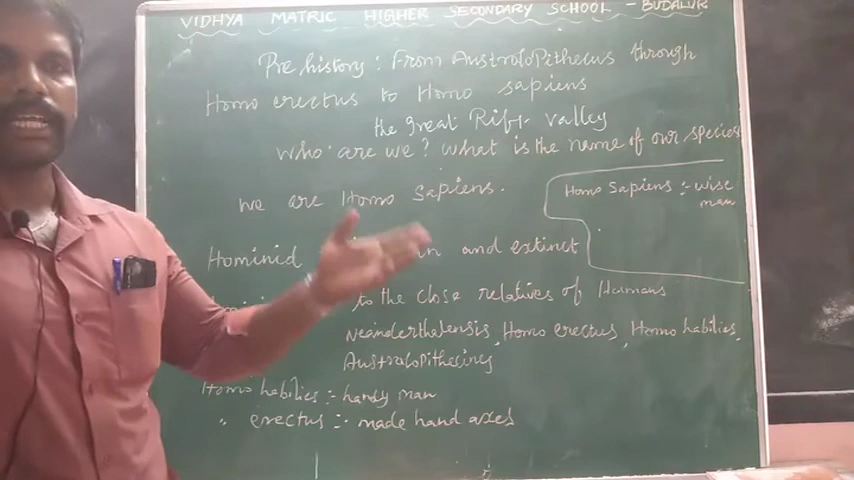 VIDHYA MATRIC HIGHER SECONDARY SCHOOL - BUDALUR
Pre history : From Australopithecus through
Homo erectus to Homo sapiens
the great Rift valley
Who are we? what is the name of our species
we are Homo Sapiens.
Homo Sapiens :- wise
man
Hominid and extinct
to the close relatives of Humans
Neanderthelensis, Homo erectus, Homo habilies,
Australopithecines
Homo habilies :- handy man
" erectus :- made hand axes